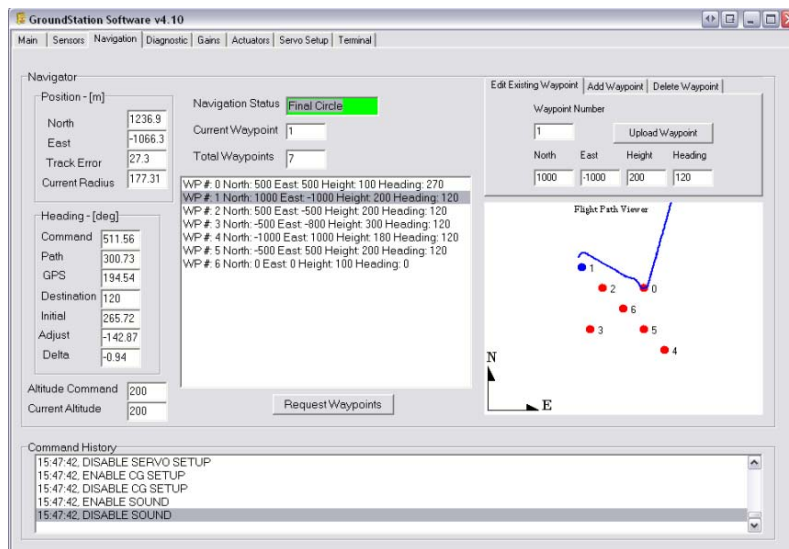 GroundStation Software v4.10
Main Sensors Navigation Diagnostic Gains Actuators Servo Setup Terminal
Navigator
Position - [m]
North 1236.9
East -1066.3
Track Error 27.3
Current Radius 177.31
Heading - [deg]
Command 511.56
Path 300.73
GPS 194.54
Destination 120
Initial 265.72
Adjust -142.87
Delta -0.94
Altitude Command 200
Current Altitude 200
Navigation Status Final Circle
Current Waypoint 1
Total Waypoints 7
WP #: 0 North: 500 East: 500 Height: 100 Heading: 270
WP #: 1 North: 1000 East: -1000 Height: 200 Heading: 120
WP #: 2 North: 500 East: -500 Height: 200 Heading: 120
WP #: 3 North: -500 East: -800 Height: 300 Heading: 120
WP #: 4 North: -1000 East: 1000 Height: 180 Heading: 120
WP #: 5 North: -500 East: 500 Height: 200 Heading: 120
WP #: 6 North: 0 East: 0 Height: 100 Heading: 0
Request Waypoints
Edit Existing Waypoint Add Waypoint Delete Waypoint
Waypoint Number
1 Upload Waypoint
North East Height Heading
1000 -1000 200 120
Flight Path Viewer
1
2 0
6
3 5
4
N
E
Command History
15:47:42, DISABLE SERVO SETUP
15:47:42, ENABLE CG SETUP
15:47:42, DISABLE CG SETUP
15:47:42, ENABLE SOUND
15:47:42, DISABLE SOUND